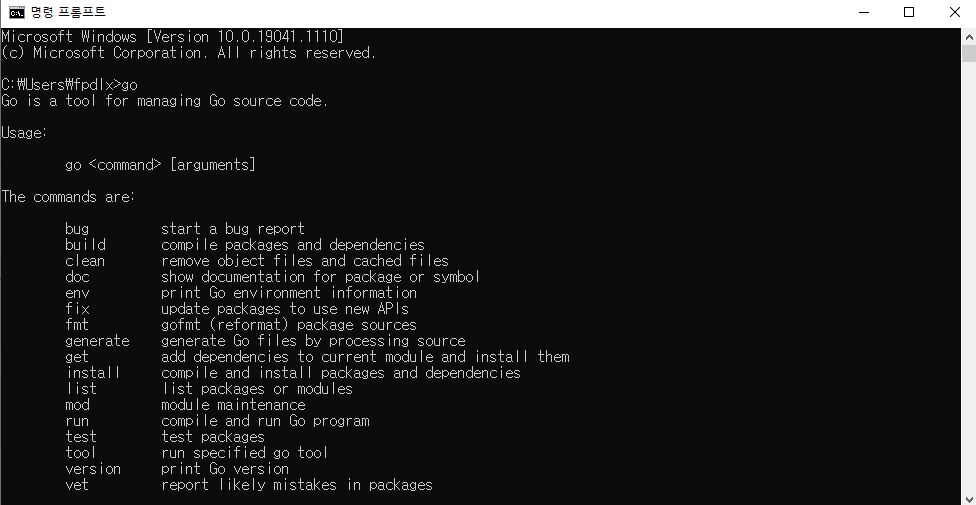 명령 프롬프트
Microsoft Windows [Version 10.0.19041.1110]
(c) Microsoft Corporation. All rights reserved.
C:₩Users₩fpdlx>go
Go is a tool for managing Go source code.
Usage:
go <command> [arguments]
The commands are:
bug start a bug report
build compile packages and dependencies
clean remove object files and cached files
doc show documentation for package or symbol
env print Go environment information
fix update packages to use new APIs
fmt gofmt (reformat) package sources
generate generate Go files by processing source
get add dependencies to current module and install them
install compile and install packages and dependencies
list list packages or modules
mod module maintenance
run compile and run Go program
test test packages
tool run specified go tool
version print Go version
vet report likely mistakes in packages